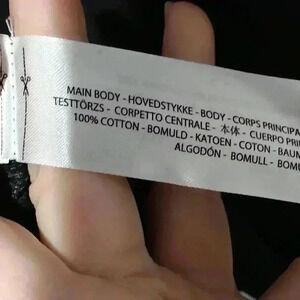 MAIN BODY - HOVEDSTYKKE - BODY - CORPS PRINCIPA
TESTTÖRZS - CORPETTO CENTRALE - 本体 - CUERPO PRI
100% COTTON - BOMULD - KATOEN - COTON - BAUM
ALGODÓN - BOMULL - BOMU